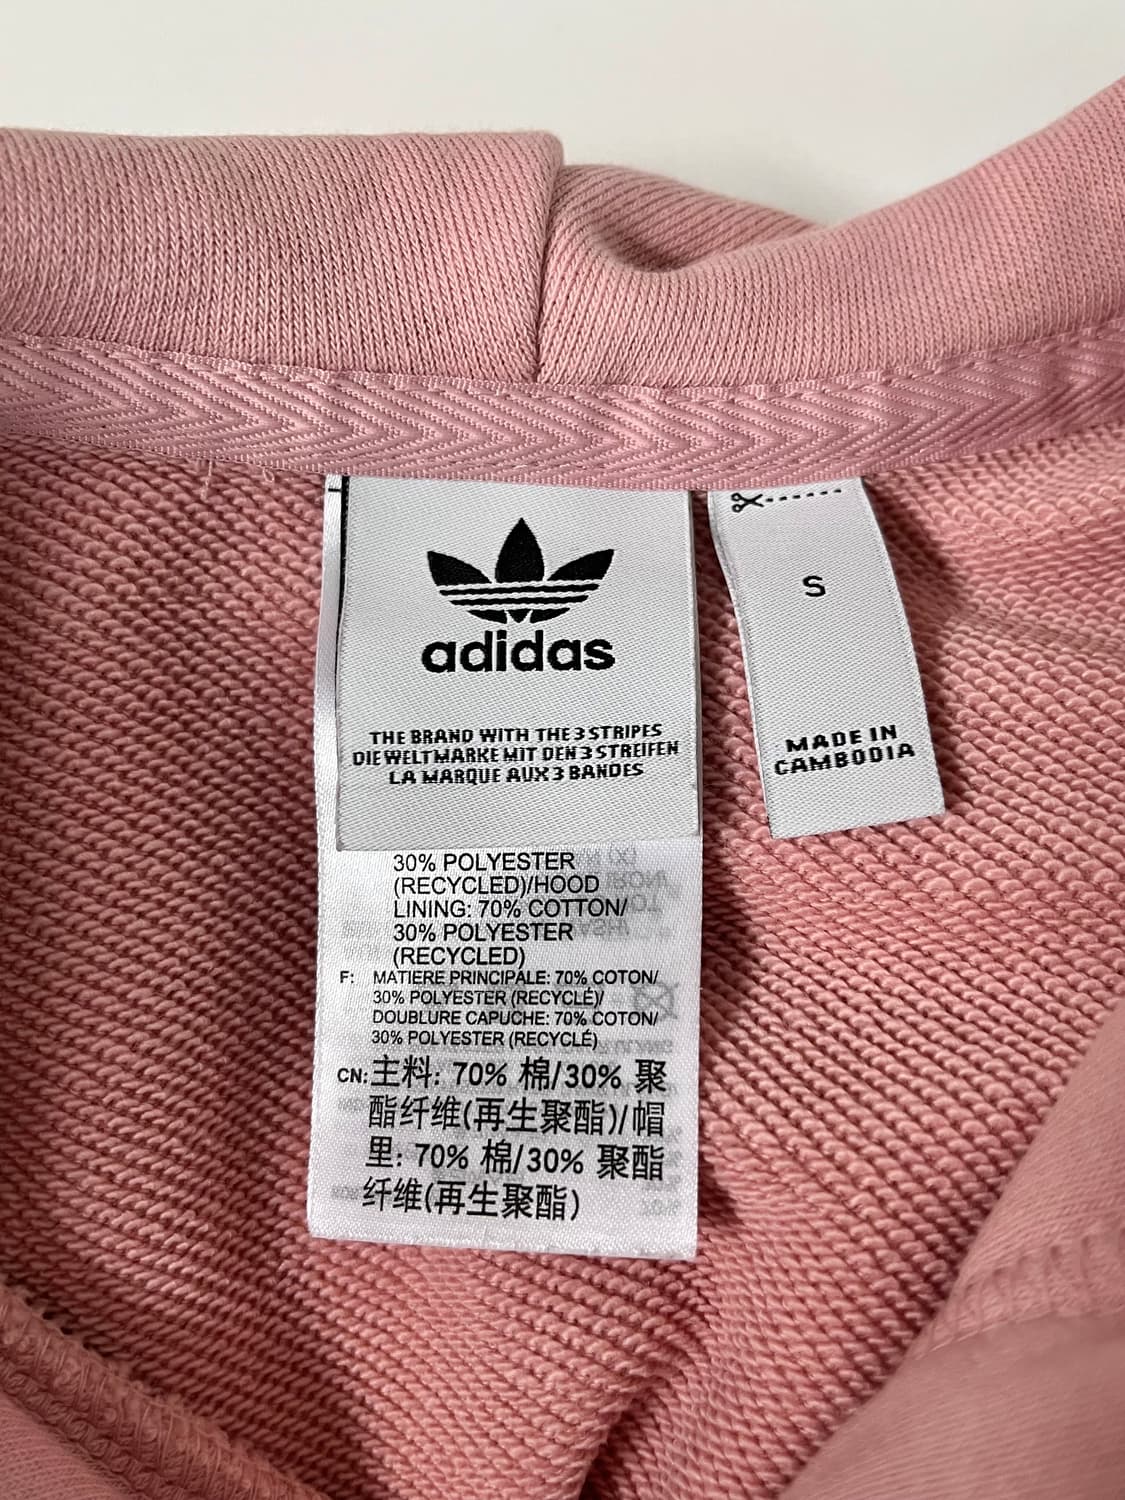 adidas
THE BRAND WITH THE 3 STRIPES
DIE WELTMARKE MIT DEN 3 STREIFEN
LA MARQUE AUX 3 BANDES
S
MADE IN
CAMBODIA
30% POLYESTER
(RECYCLED)/HOOD
LINING: 70% COTTON/
30% POLYESTER
(RECYCLED)
F: MATIERE PRINCIPALE: 70% COTON/
30% POLYESTER (RECYCLÉ)/
DOUBLURE CAPUCHE: 70% COTON/
30% POLYESTER (RECYCLÉ)
CN: 主料: 70% 棉/30% 聚
酯纤维(再生聚酯)/帽
里: 70% 棉/30% 聚酯
纤维(再生聚酯)